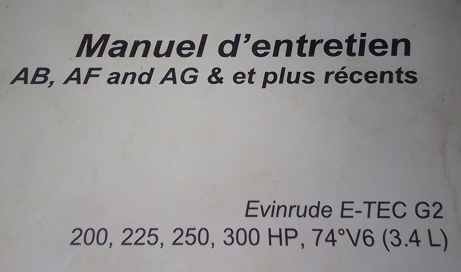 Manuel d'entretien
AB, AF and AG & et plus récents
Evinrude E-TEC G2
200, 225, 250, 300 HP, 74°V6 (3.4 L)